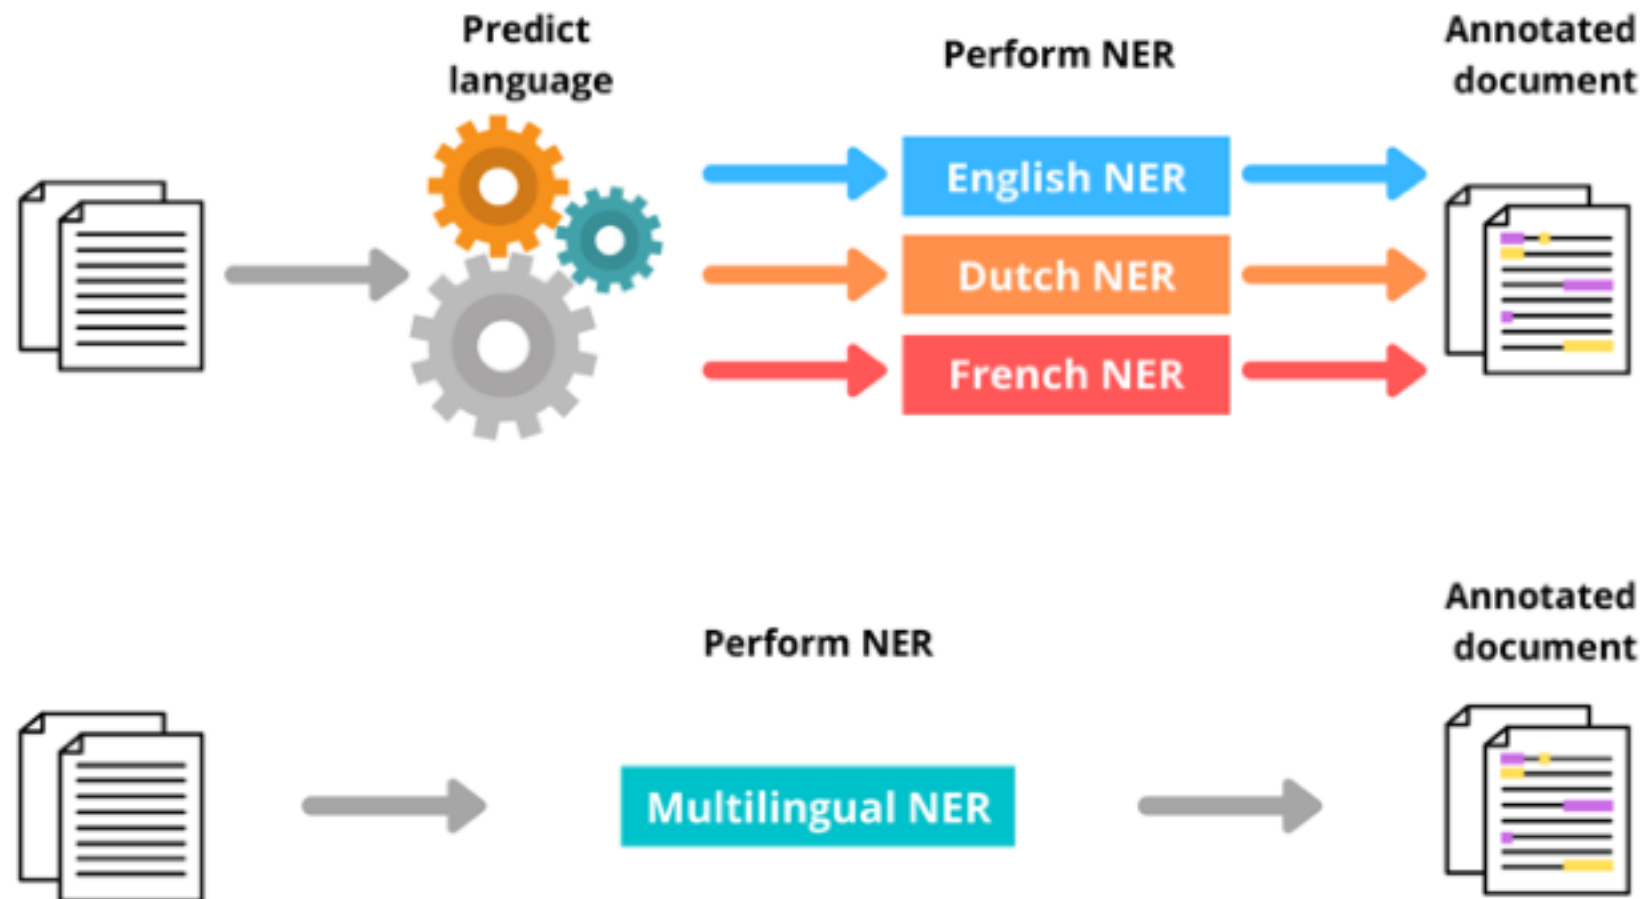 Predict
language
Perform NER
Annotated
document
English NER
Dutch NER
French NER
Annotated
document
Perform NER
Multilingual NER